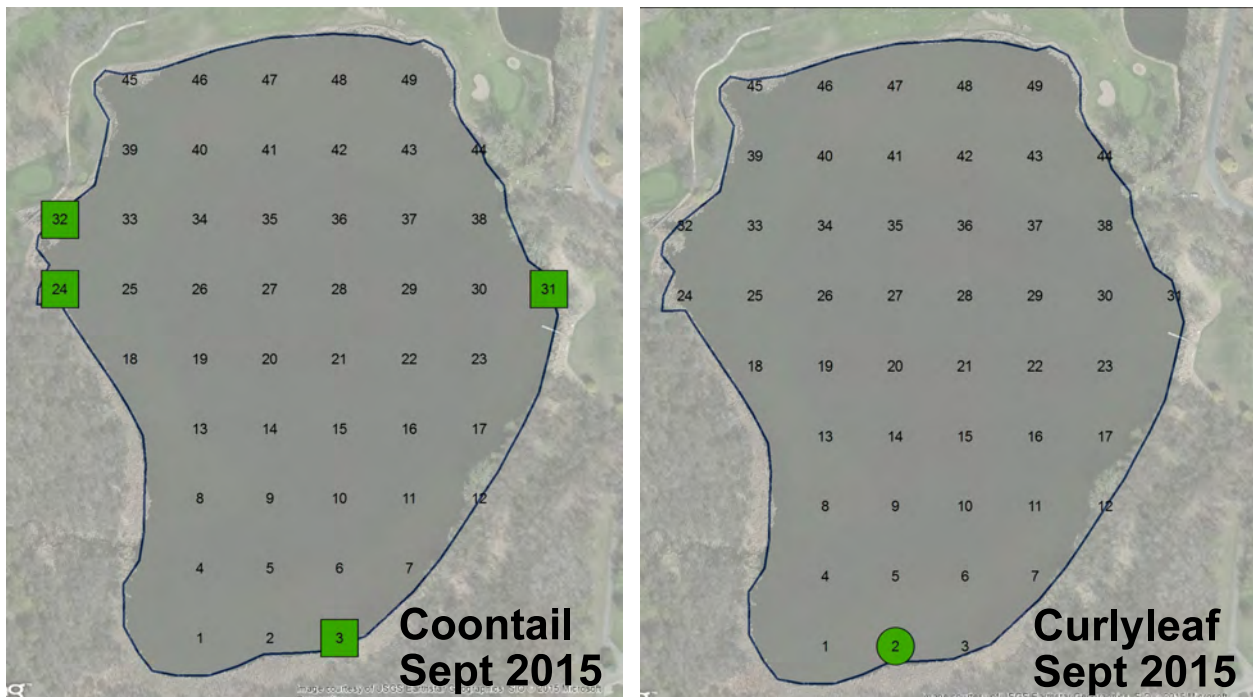 45 46 47 48 49
39 40 41 42 43 44
32 33 34 35 36 37 38
24 25 26 27 28 29 30 31
18 19 20 21 22 23
13 14 15 16 17
8 9 10 11 12
4 5 6 7
1 2 3
Coontail
Sept 2015
45 46 47 48 49
39 40 41 42 43 44
32 33 34 35 36 37 38
24 25 26 27 28 29 30 31
18 19 20 21 22 23
13 14 15 16 17
8 9 10 11 12
4 5 6 7
1 2 3
Curlyleaf
Sept 2015